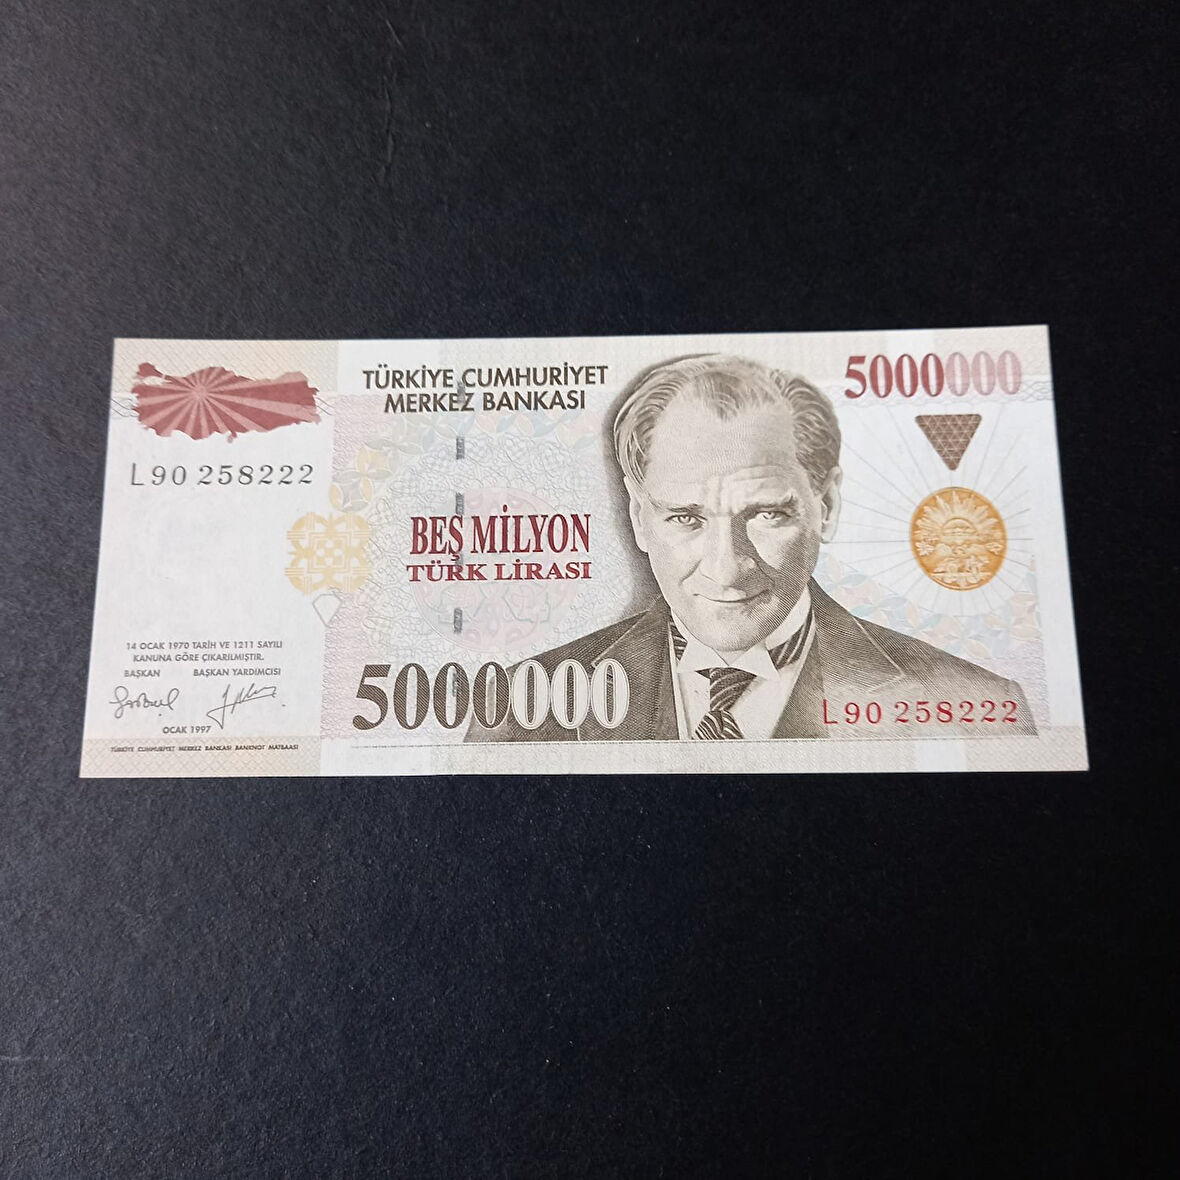 TÜRKİYE CUMHURİYET
MERKEZ BANKASI
5000000
L90 258222
BEŞ MİLYON
TÜRK LİRASI
14 OCAK 1970 TARİH VE 1211 SAYILI
KANUNA GÖRE ÇIKARILMIŞTIR.
BAŞKAN BAŞKAN YARDIMCISI
OCAK 1997
TÜRKİYE CUMHURİYET MERKEZ BANKASI BANKNOT MATBAASI
5000000
L90 258222